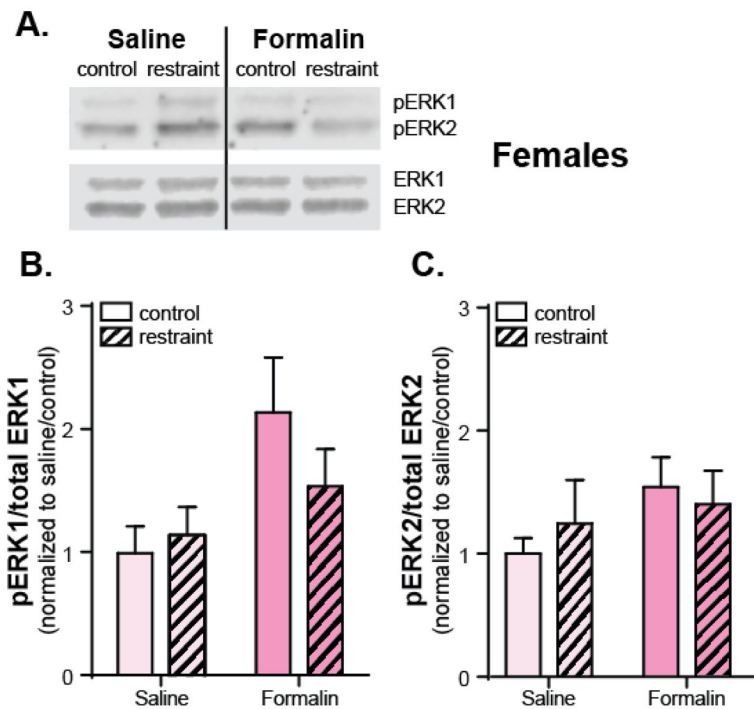 A.
Saline Formalin
control restraint control restraint
pERK1
pERK2
ERK1
ERK2
Females
B.
3
2
1
0
pERK1/total ERK1
(normalized to saline/control)
control
restraint
Saline Formalin
C.
3
2
1
0
pERK2/total ERK2
(normalized to saline/control)
control
restraint
Saline Formalin